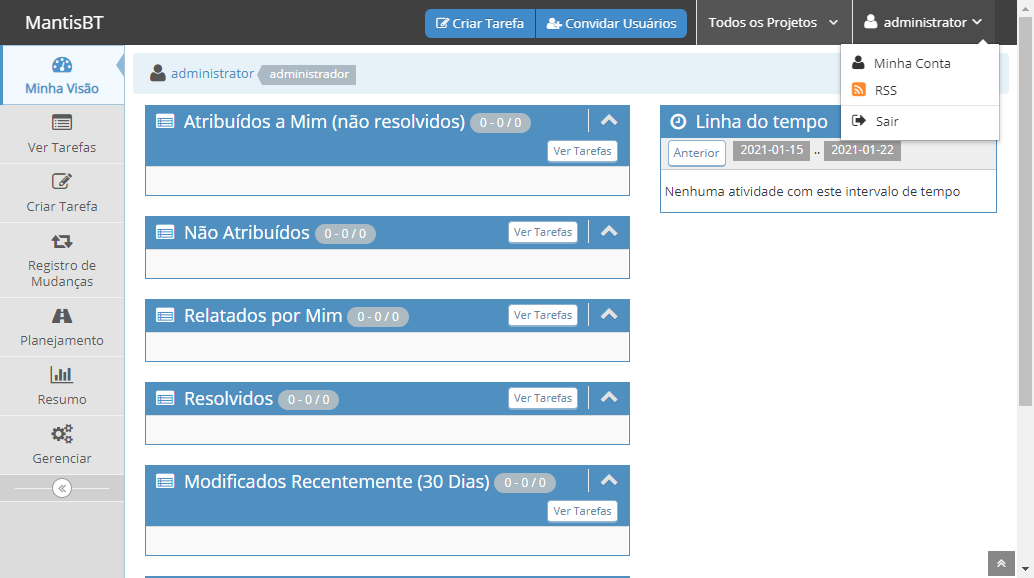 MantisBT
Criar Tarefa
Convidar Usuários
Todos os Projetos
administrator
Minha Conta
RSS
Sair
Minha Visão
Ver Tarefas
Criar Tarefa
Registro de
Mudanças
Planejamento
Resumo
Gerenciar
administrator administrador
Atribuídos a Mim (não resolvidos) 0 - 0 / 0
Ver Tarefas
Não Atribuídos 0 - 0 / 0 Ver Tarefas
Relatados por Mim 0 - 0 / 0 Ver Tarefas
Resolvidos 0 - 0 / 0 Ver Tarefas
Modificados Recentemente (30 Dias) 0 - 0 / 0
Ver Tarefas
Linha do tempo
Anterior 2021-01-15 .. 2021-01-22
Nenhuma atividade com este intervalo de tempo